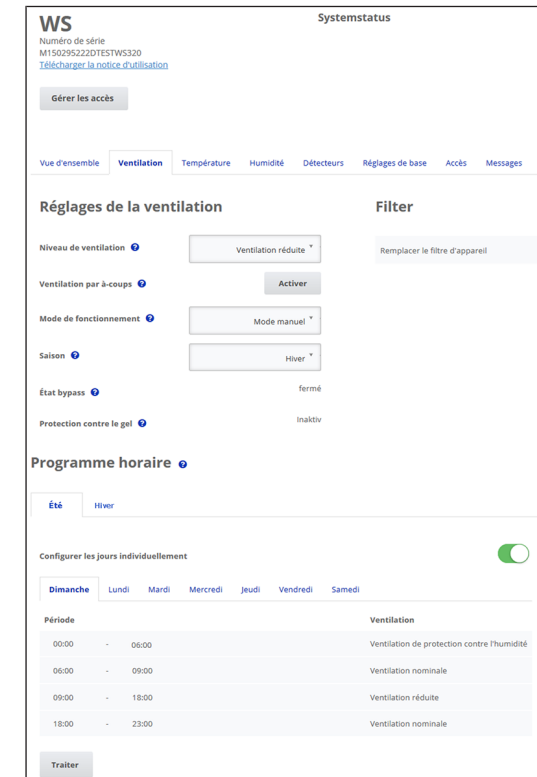 WS
Systemstatus
Numéro de série
M150295222DTESTWS320
Télécharger la notice d'utilisation
Gérer les accès
Vue d'ensemble Ventilation Température Humidité Détecteurs Réglages de base Accès Messages
Réglages de la ventilation
Filter
Niveau de ventilation ? Ventilation réduite
Remplacer le filtre d'appareil
Ventilation par à-coups ? Activer
Mode de fonctionnement ? Mode manuel
Saison ? Hiver
État bypass ? fermé
Protection contre le gel ? Inaktiv
Programme horaire ?
Été Hiver
Configurer les jours individuellement
Dimanche Lundi Mardi Mercredi Jeudi Vendredi Samedi
Période Ventilation
00:00 - 06:00 Ventilation de protection contre l'humidité
06:00 - 09:00 Ventilation nominale
09:00 - 18:00 Ventilation réduite
18:00 - 23:00 Ventilation nominale
Traiter